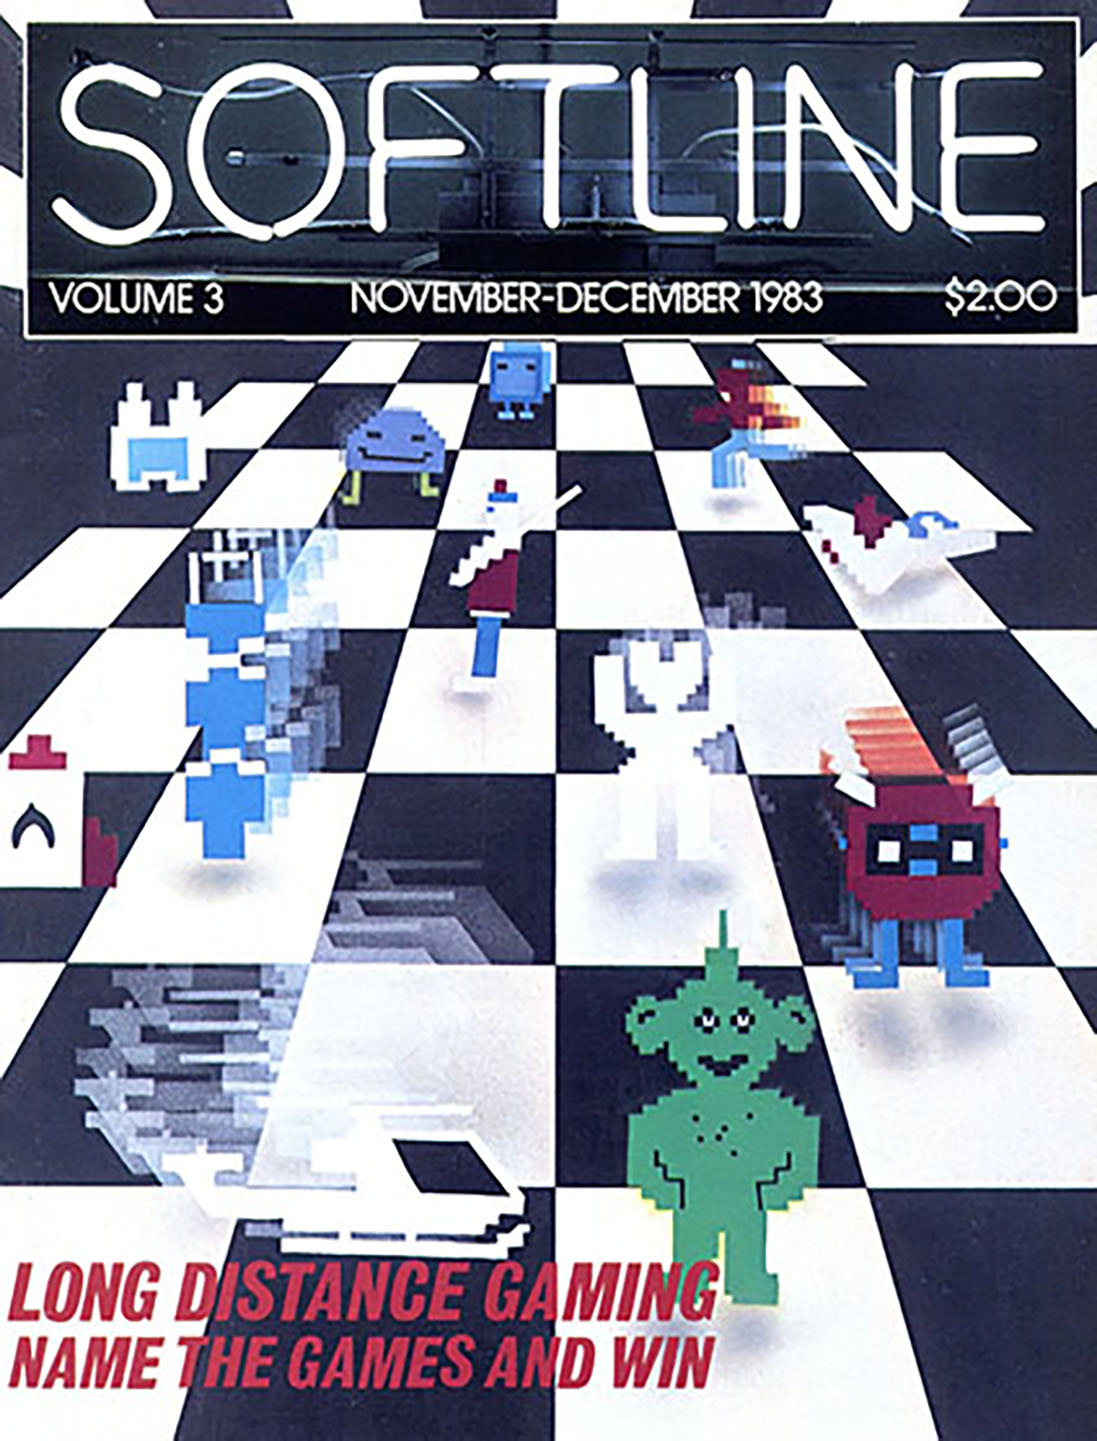 SOFTLINE
VOLUME 3 NOVEMBER-DECEMBER 1983 $2.00
LONG DISTANCE GAMING
NAME THE GAMES AND WIN